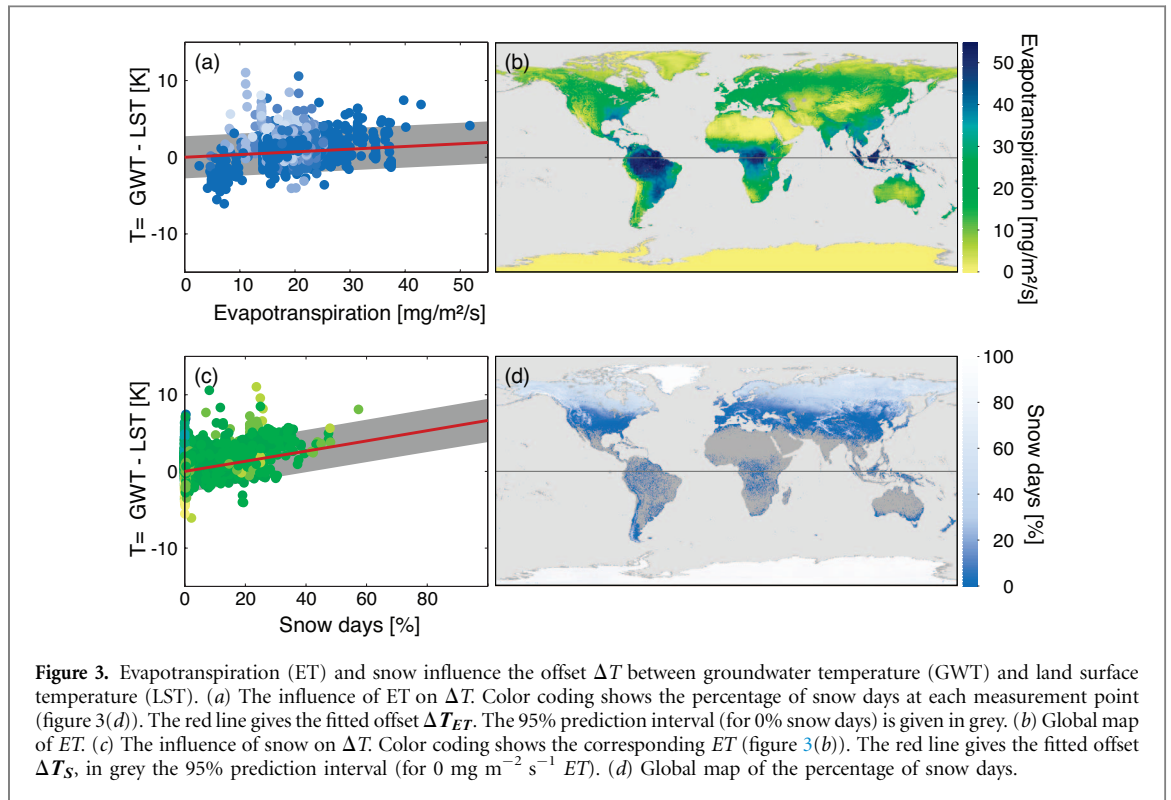 (a)
(b)
10
0
-10
T= GWT - LST [K]
0
10
20
30
40
50
Evapotranspiration [mg/m²/s]
50
40
30
20
10
0
Evapotranspiration [mg/m²/s]
(c)
(d)
10
0
-10
T= GWT - LST [K]
0
20
40
60
80
Snow days [%]
100
80
60
40
20
0
Snow days [%]
Figure 3. Evapotranspiration (ET) and snow influence the offset ΔT between groundwater temperature (GWT) and land surface
temperature (LST). (a) The influence of ET on ΔT. Color coding shows the percentage of snow days at each measurement point
(figure 3(d)). The red line gives the fitted offset ΔT_ET. The 95% prediction interval (for 0% snow days) is given in grey. (b) Global map
of ET. (c) The influence of snow on ΔT. Color coding shows the corresponding ET (figure 3(b)). The red line gives the fitted offset
ΔT_S, in grey the 95% prediction interval (for 0 mg m⁻² s⁻¹ ET). (d) Global map of the percentage of snow days.